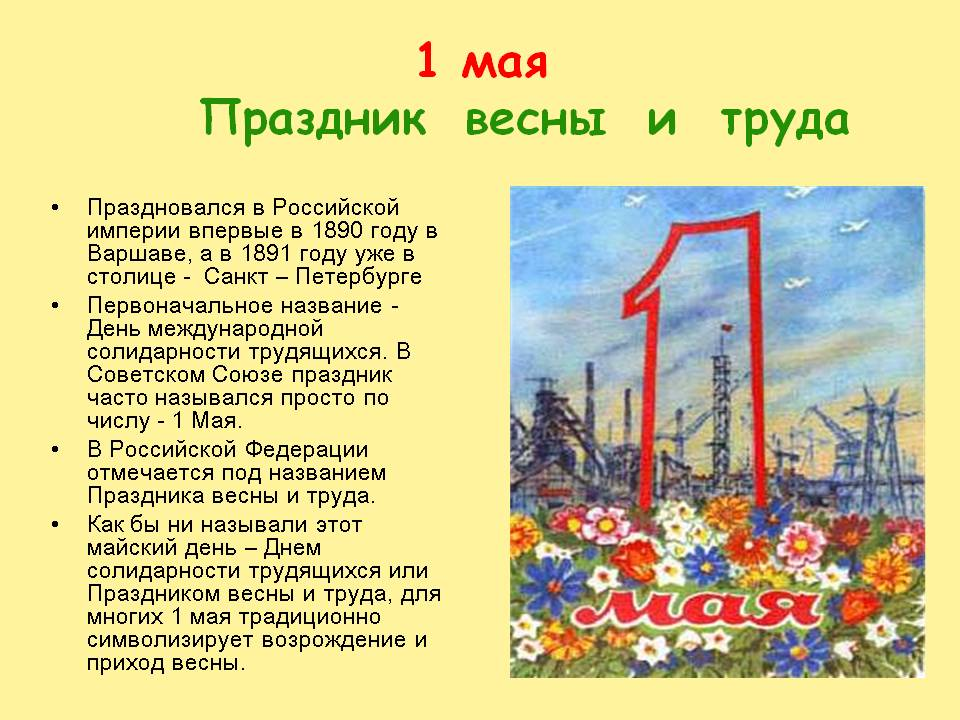 1 мая
Праздник весны и труда
• Праздновался в Российской
империи впервые в 1890 году в
Варшаве, а в 1891 году уже в
столице - Санкт – Петербурге
• Первоначальное название -
День международной
солидарности трудящихся. В
Советском Союзе праздник
часто назывался просто по
числу - 1 Мая.
• В Российской Федерации
отмечается под названием
Праздника весны и труда.
• Как бы ни называли этот
майский день – Днем
солидарности трудящихся или
Праздником весны и труда, для
многих 1 мая традиционно
символизирует возрождение и
приход весны.
1
мая